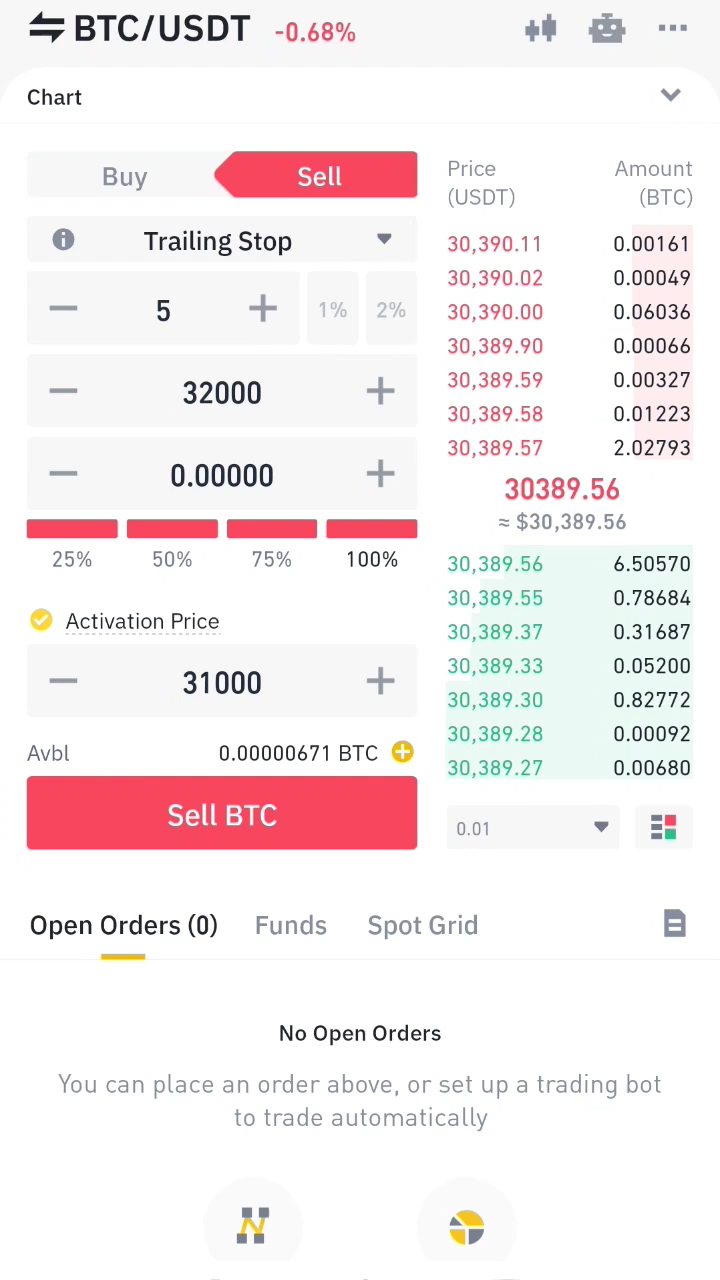 BTC/USDT -0.68%
Chart
Buy Sell
Trailing Stop
5 1% 2%
32000
0.00000
25% 50% 75% 100%
Activation Price
31000
Avbl 0.00000671 BTC
Sell BTC
Price Amount
(USDT) (BTC)
30,390.11 0.00161
30,390.02 0.00049
30,390.00 0.06036
30,389.90 0.00066
30,389.59 0.00327
30,389.58 0.01223
30,389.57 2.02793
30389.56
≈ $30,389.56
30,389.56 6.50570
30,389.55 0.78684
30,389.37 0.31687
30,389.33 0.05200
30,389.30 0.82772
30,389.28 0.00092
30,389.27 0.00680
0.01
Open Orders (0) Funds Spot Grid
No Open Orders
You can place an order above, or set up a trading bot
to trade automatically